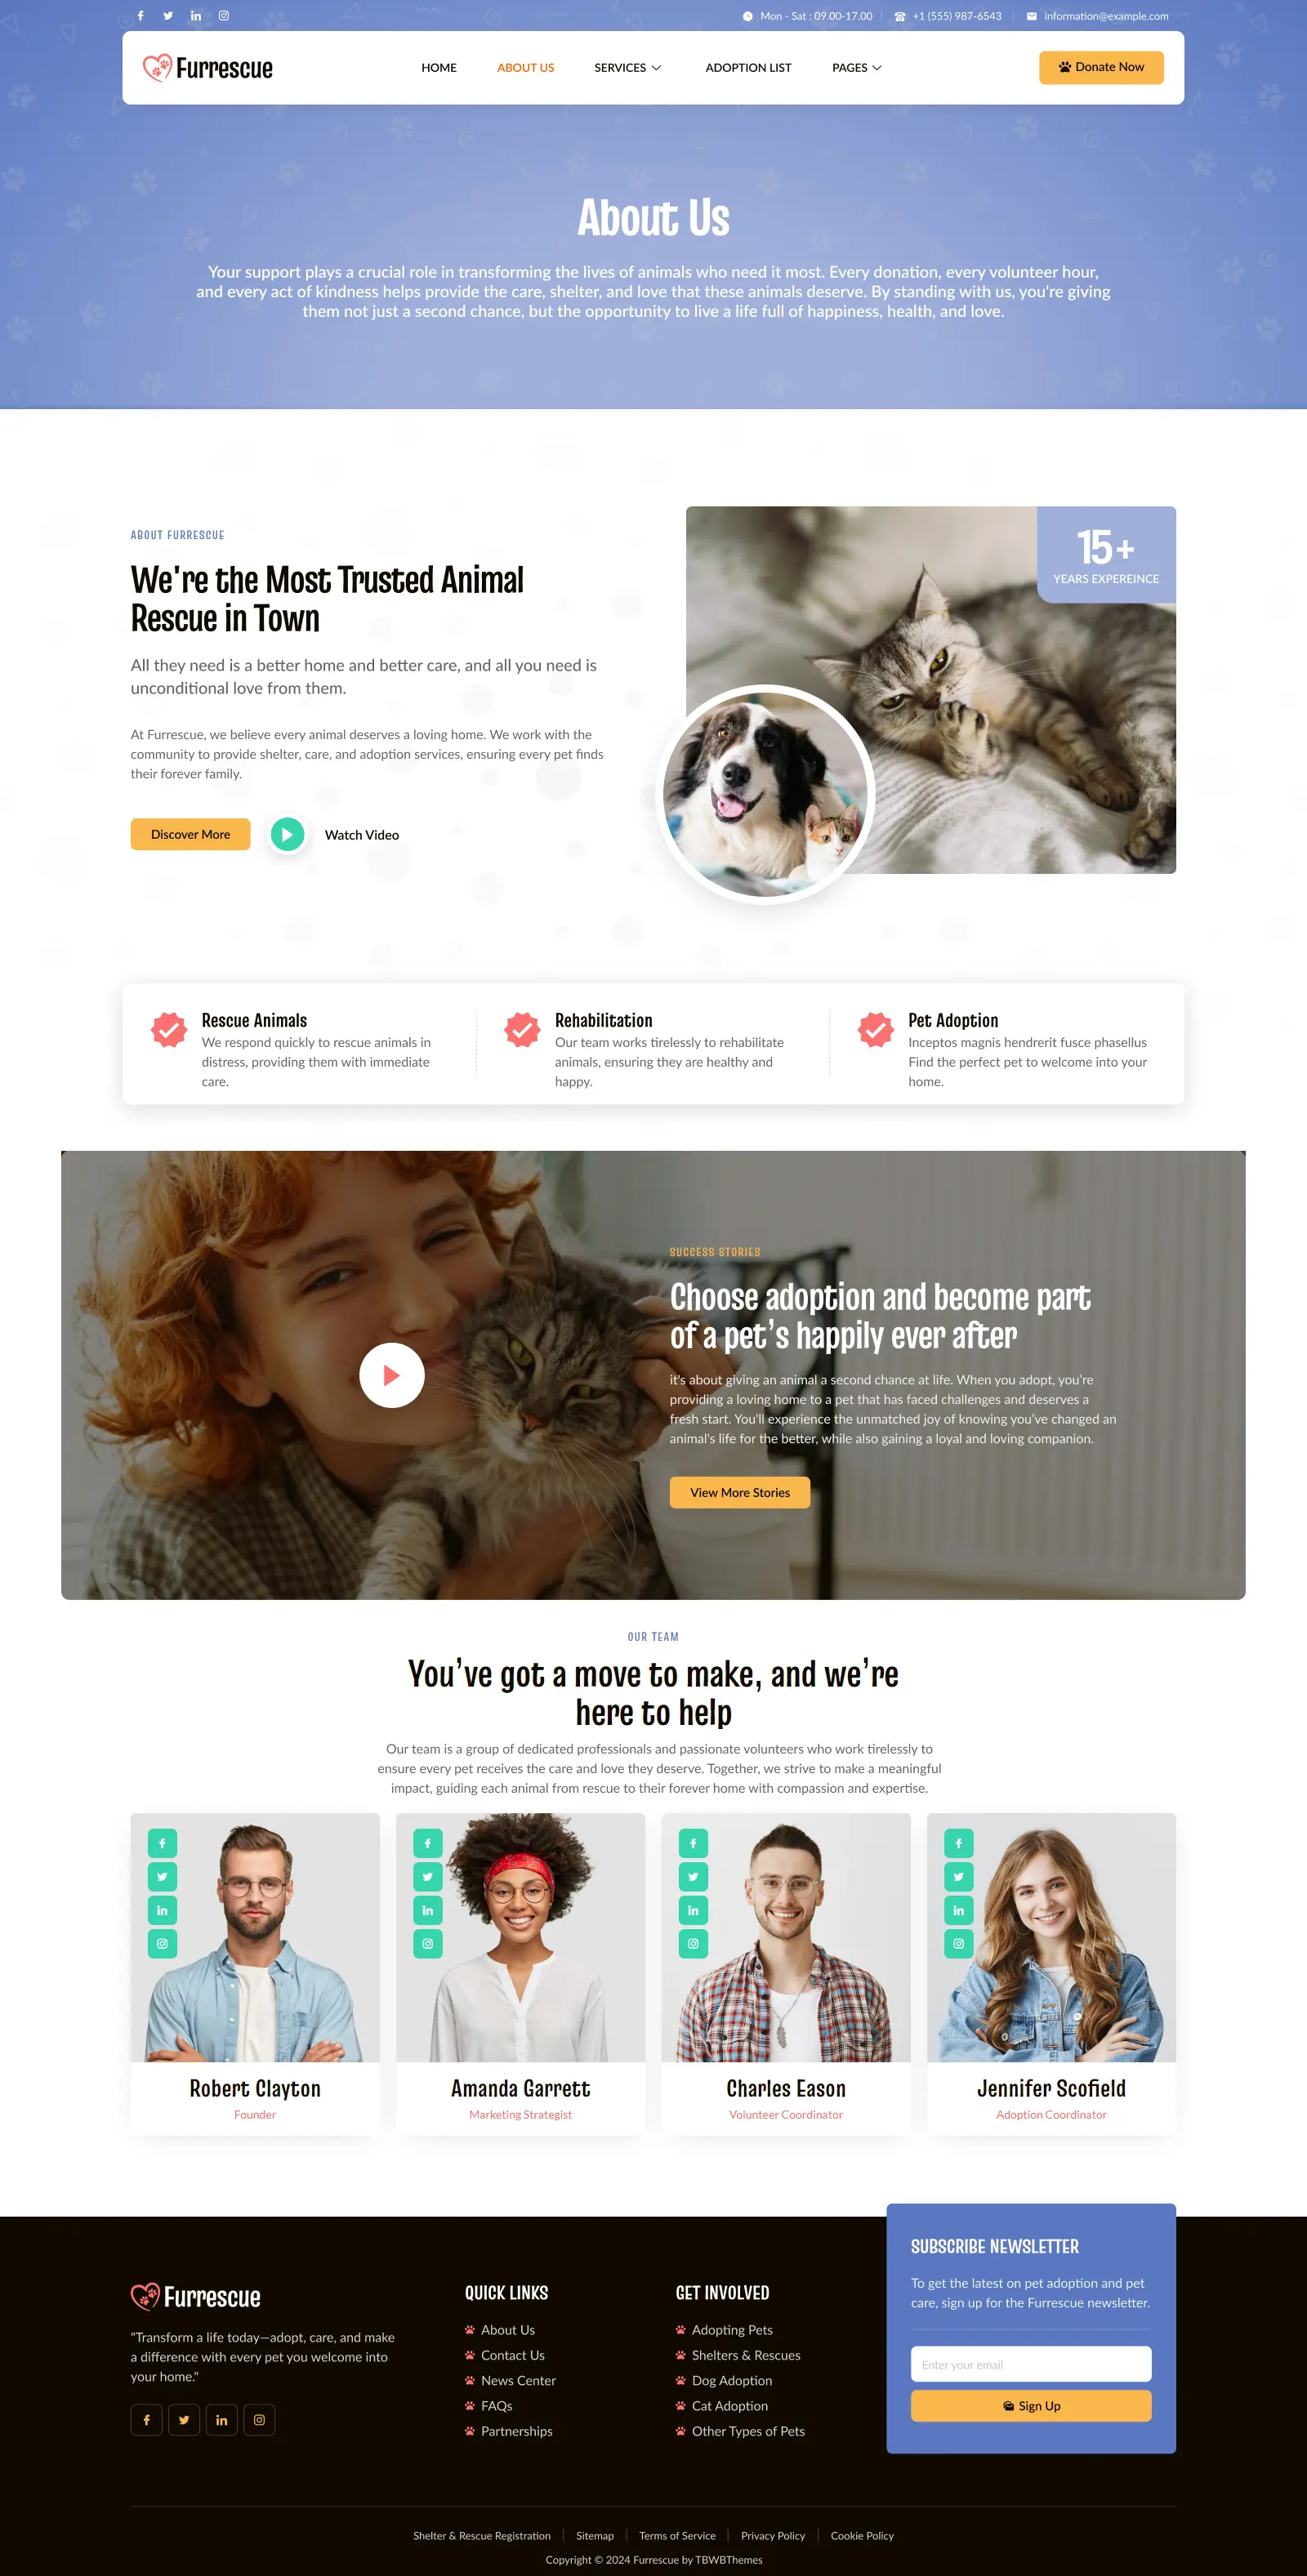 Mon - Sat : 09.00-17.00
+1 (555) 987-6543
information@example.com
Furrescue
HOME
ABOUT US
SERVICES
ADOPTION LIST
PAGES
Donate Now
About Us
Your support plays a crucial role in transforming the lives of animals who need it most. Every donation, every volunteer hour,
and every act of kindness helps provide the care, shelter, and love that these animals deserve. By standing with us, you're giving
them not just a second chance, but the opportunity to live a life full of happiness, health, and love.
ABOUT FURRESCUE
We're the Most Trusted Animal
Rescue in Town
All they need is a better home and better care, and all you need is
unconditional love from them.
At Furrescue, we believe every animal deserves a loving home. We work with the
community to provide shelter, care, and adoption services, ensuring every pet finds
their forever family.
Discover More
Watch Video
15+
YEARS EXPEREINCE
Rescue Animals
We respond quickly to rescue animals in
distress, providing them with immediate
care.
Rehabilitation
Our team works tirelessly to rehabilitate
animals, ensuring they are healthy and
happy.
Pet Adoption
Inceptos magnis hendrerit fusce phasellus
Find the perfect pet to welcome into your
home.
SUCCESS STORIES
Choose adoption and become part
of a pet’s happily ever after
it's about giving an animal a second chance at life. When you adopt, you’re
providing a loving home to a pet that has faced challenges and deserves a
fresh start. You’ll experience the unmatched joy of knowing you’ve changed an
animal's life for the better, while also gaining a loyal and loving companion.
View More Stories
OUR TEAM
You’ve got a move to make, and we’re
here to help
Our team is a group of dedicated professionals and passionate volunteers who work tirelessly to
ensure every pet receives the care and love they deserve. Together, we strive to make a meaningful
impact, guiding each animal from rescue to their forever home with compassion and expertise.
Robert Clayton
Founder
Amanda Garrett
Marketing Strategist
Charles Eason
Volunteer Coordinator
Jennifer Scofield
Adoption Coordinator
Furrescue
"Transform a life today—adopt, care, and make
a difference with every pet you welcome into
your home."
QUICK LINKS
About Us
Contact Us
News Center
FAQs
Partnerships
GET INVOLVED
Adopting Pets
Shelters & Rescues
Dog Adoption
Cat Adoption
Other Types of Pets
SUBSCRIBE NEWSLETTER
To get the latest on pet adoption and pet
care, sign up for the Furrescue newsletter.
Enter your email
Sign Up
Shelter & Rescue Registration
Sitemap
Terms of Service
Privacy Policy
Cookie Policy
Copyright © 2024 Furrescue by TBWBThemes